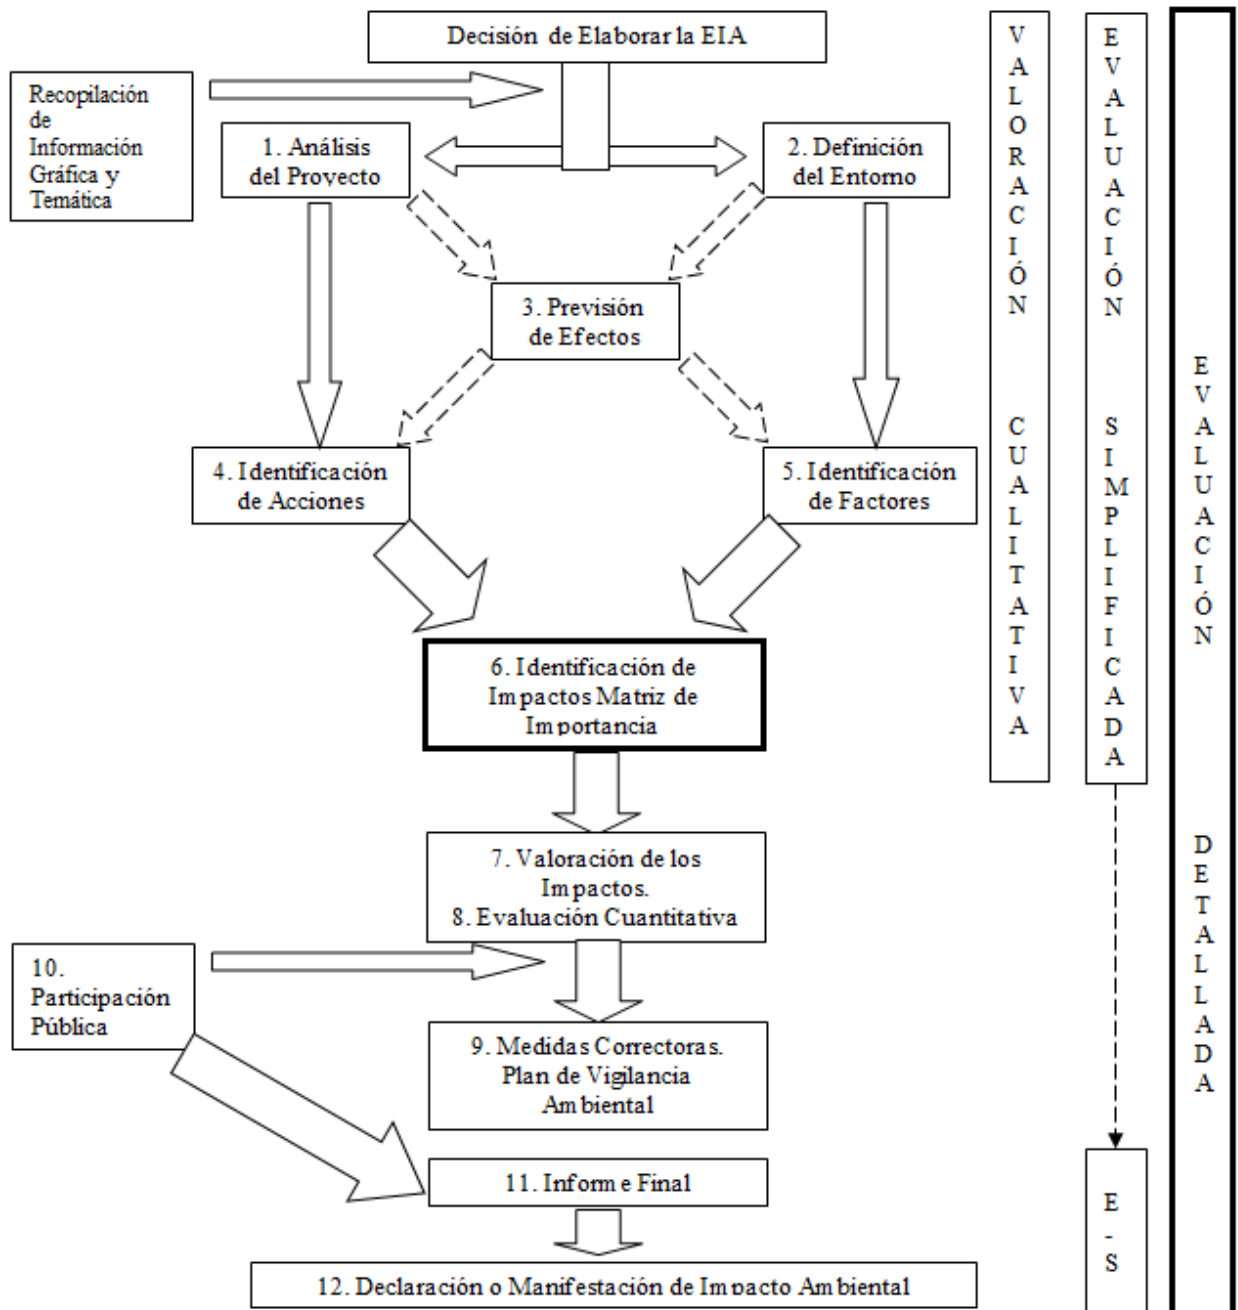 Decisión de Elaborar la EIA
Recopilación
de
Información
Gráfica y
Temática
1. Análisis
del Proyecto
2. Definición
del Entorno
3. Previsión
de Efectos
4. Identificación
de Acciones
5. Identificación
de Factores
6. Identificación de
Impactos Matriz de
Importancia
7. Valoración de los
Impactos.
8. Evaluación Cuantitativa
10.
Participación
Pública
9. Medidas Correctoras.
Plan de Vigilancia
Ambiental
11. Informe Final
12. Declaración o Manifestación de Impacto Ambiental
VALORACIÓN CUALITATIVA
EVALUACIÓN SIMPLIFICADA
E-S
EVALUACIÓN DETALLADA